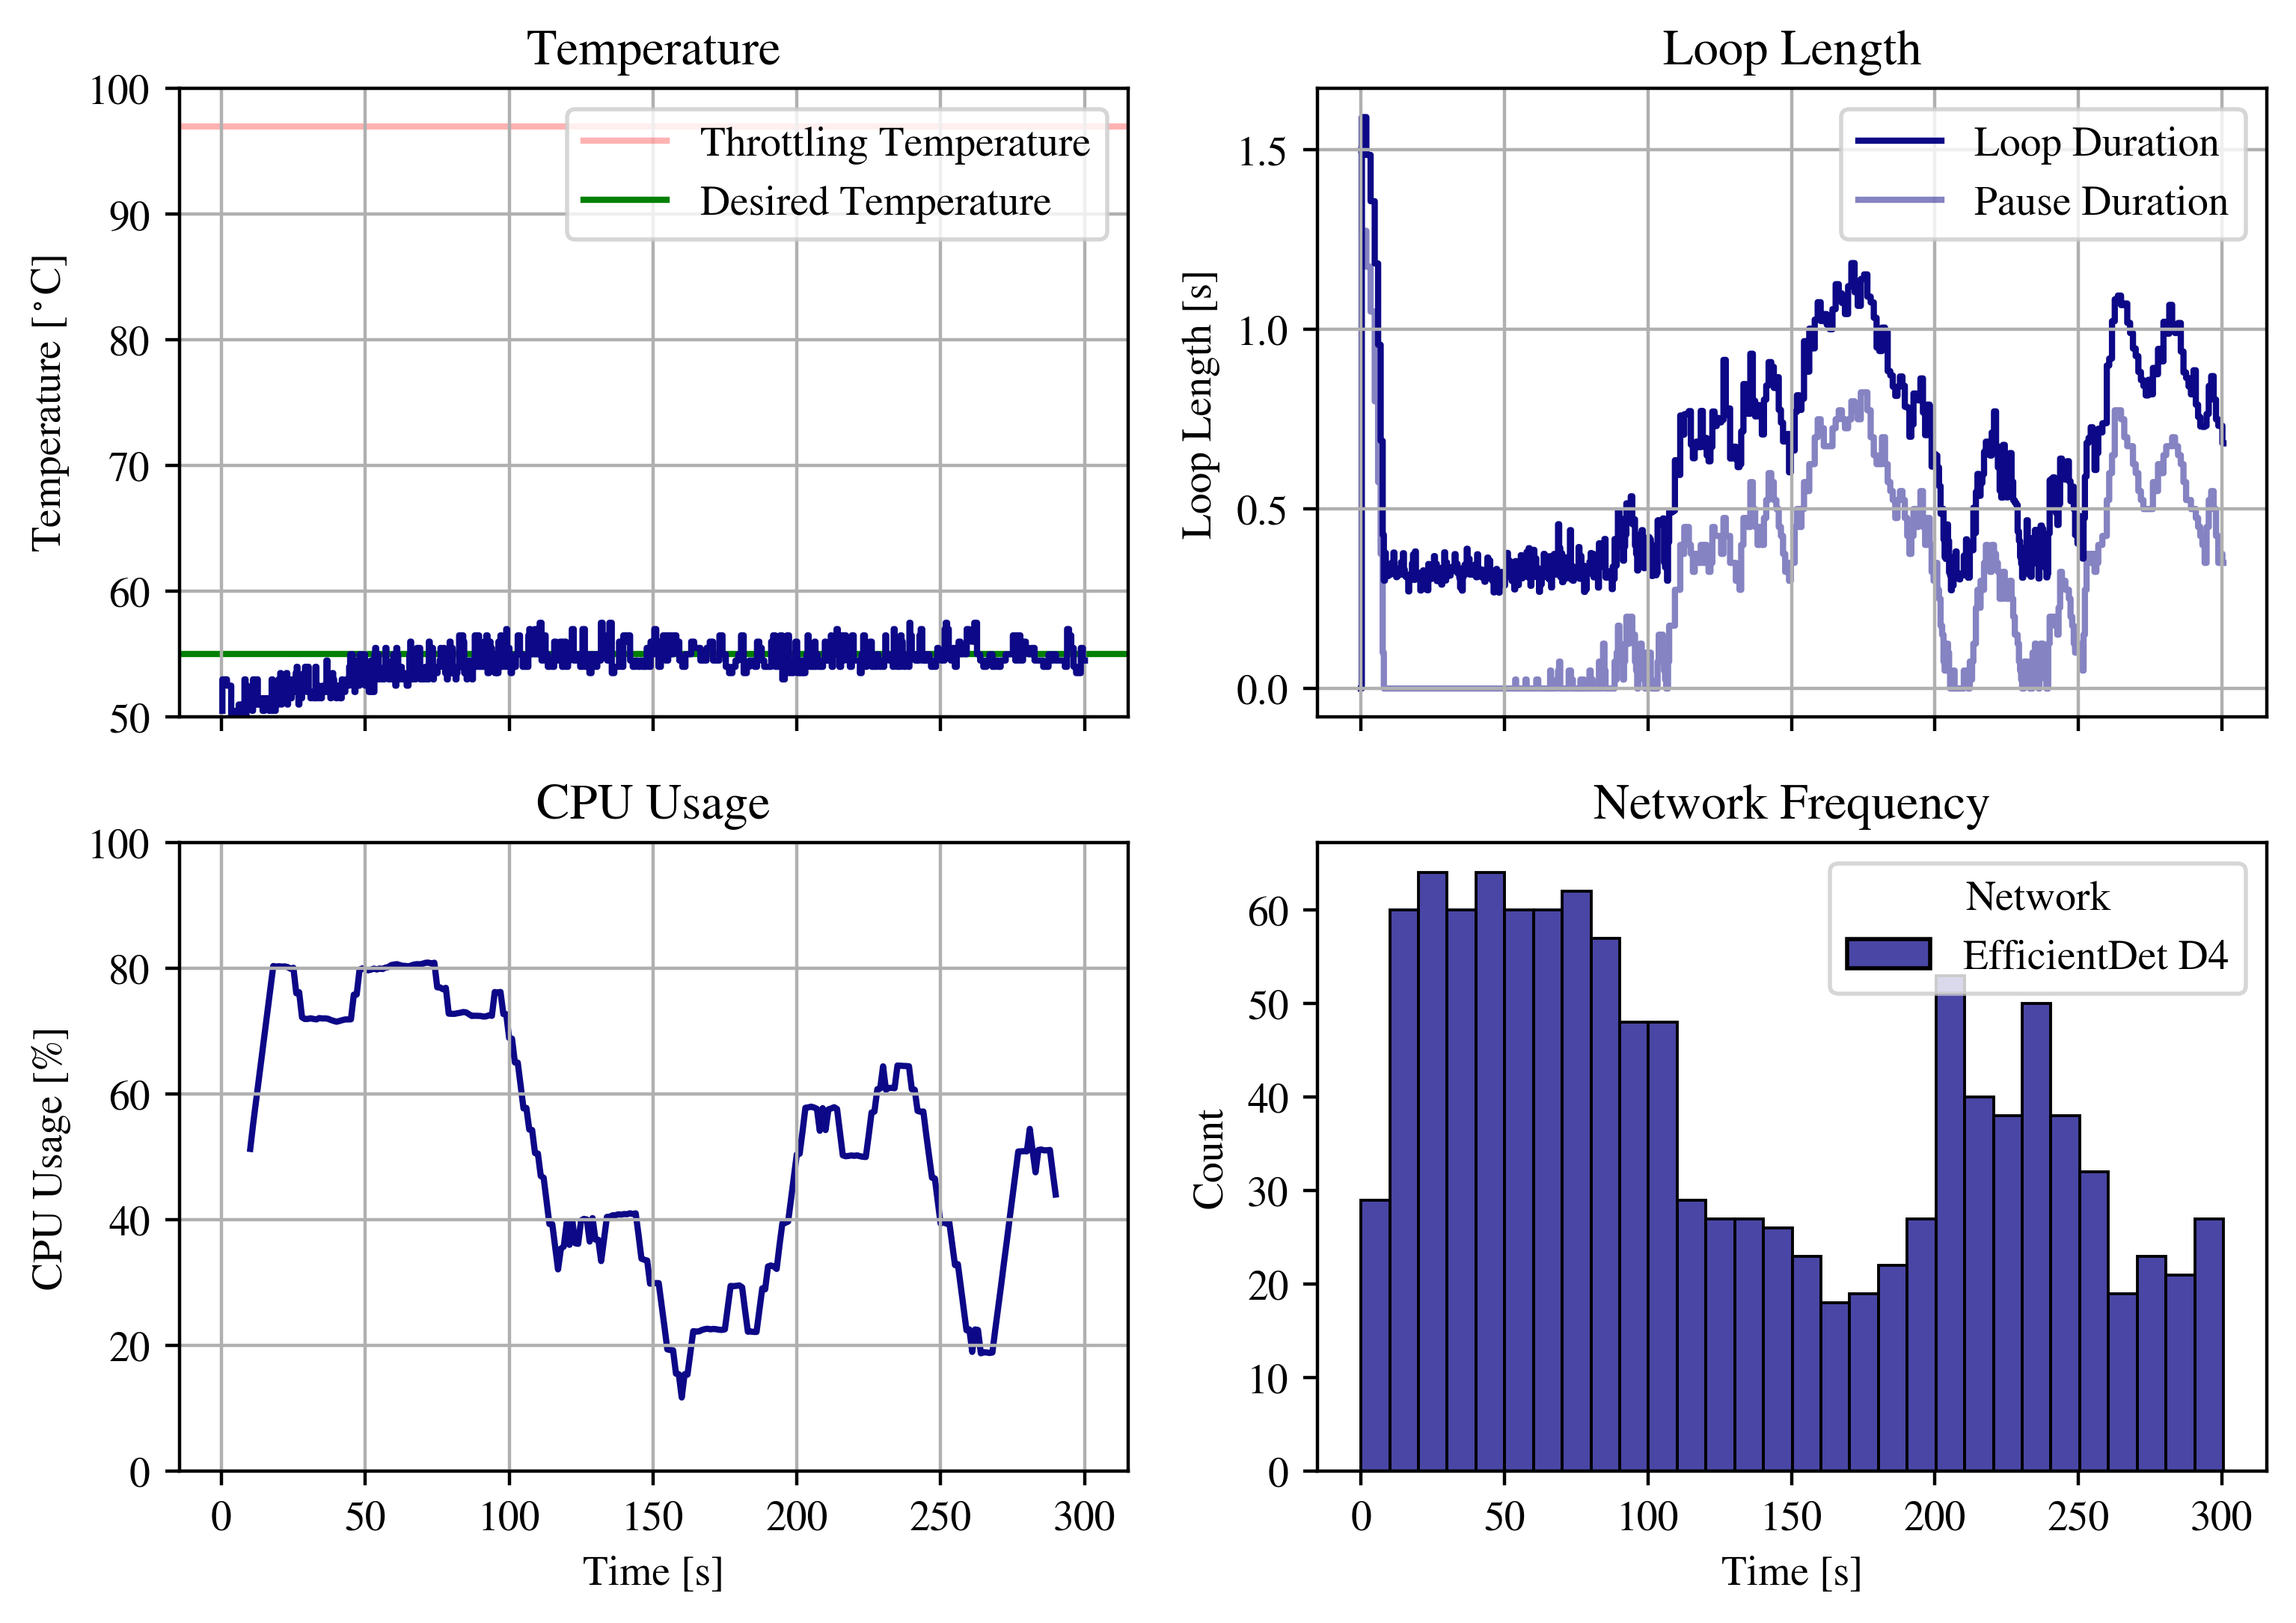 Temperature
100
90
80
70
60
50
Temperature [°C]
Throttling Temperature
Desired Temperature
Loop Length
1.5
1.0
0.5
0.0
Loop Length [s]
Loop Duration
Pause Duration
CPU Usage
100
80
60
40
20
0
CPU Usage [%]
0 50 100 150 200 250 300
Time [s]
Network Frequency
60
50
40
30
20
10
0
Count
Network
EfficientDet D4
0 50 100 150 200 250 300
Time [s]